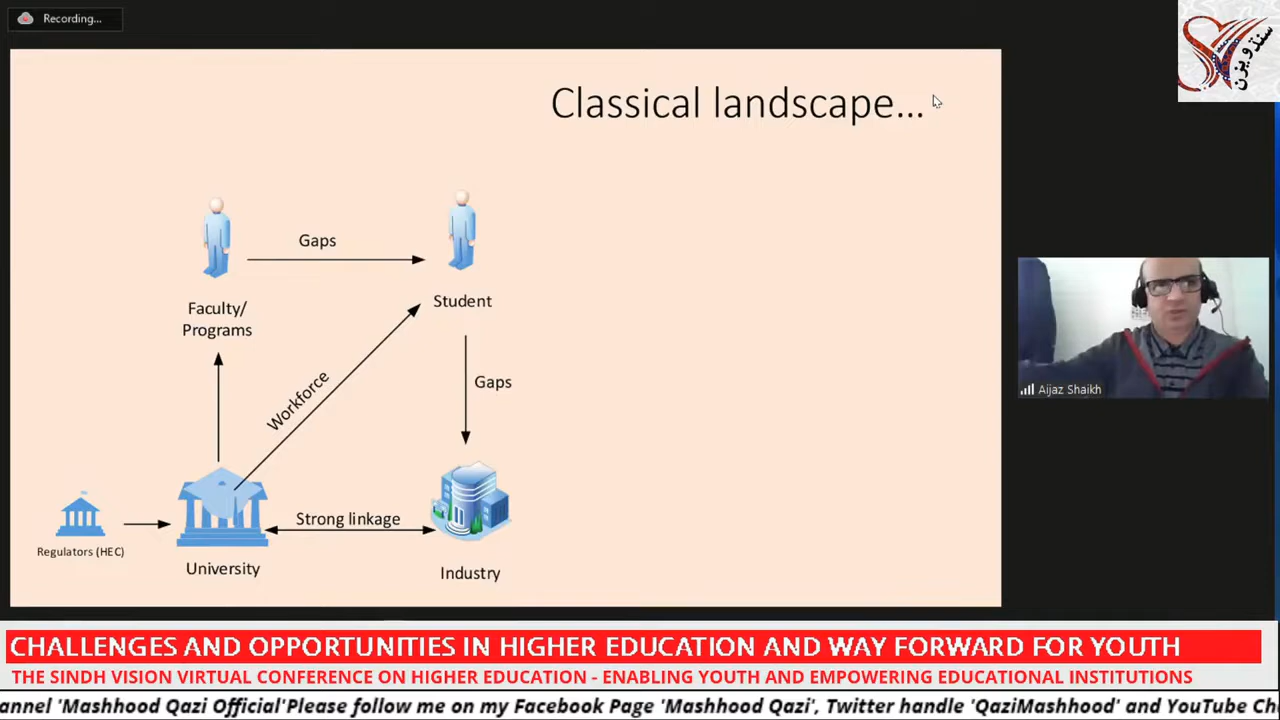 Recording...
سنڌ ويزن
Classical landscape...
Gaps
Student
Faculty/
Programs
Gaps
Workforce
Aijaz Shaikh
Strong linkage
Regulators (HEC)
University
Industry
CHALLENGES AND OPPORTUNITIES IN HIGHER EDUCATION AND WAY FORWARD FOR YOUTH
THE SINDH VISION VIRTUAL CONFERENCE ON HIGHER EDUCATION - ENABLING YOUTH AND EMPOWERING EDUCATIONAL INSTITUTIONS
annel 'Mashhood Qazi Official'Please follow me on my Facebook Page 'Mashhood Qazi', Twitter handle 'QaziMashhood' and YouTube Ch